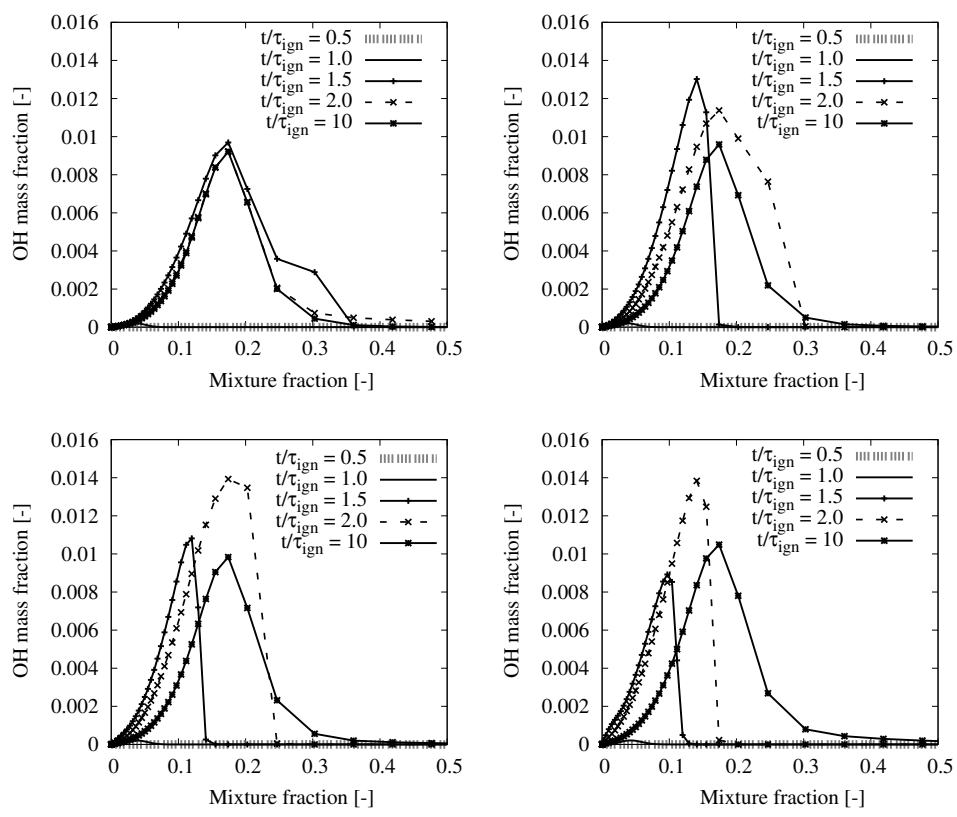 0.016
0.014
0.012
0.01
0.008
0.006
0.004
0.002
0
OH mass fraction [-]
t/τign = 0.5
t/τign = 1.0
t/τign = 1.5
t/τign = 2.0
t/τign = 10
0 0.1 0.2 0.3 0.4 0.5
Mixture fraction [-]
0.016
0.014
0.012
0.01
0.008
0.006
0.004
0.002
0
OH mass fraction [-]
t/τign = 0.5
t/τign = 1.0
t/τign = 1.5
t/τign = 2.0
t/τign = 10
0 0.1 0.2 0.3 0.4 0.5
Mixture fraction [-]
0.016
0.014
0.012
0.01
0.008
0.006
0.004
0.002
0
OH mass fraction [-]
t/τign = 0.5
t/τign = 1.0
t/τign = 1.5
t/τign = 2.0
t/τign = 10
0 0.1 0.2 0.3 0.4 0.5
Mixture fraction [-]
0.016
0.014
0.012
0.01
0.008
0.006
0.004
0.002
0
OH mass fraction [-]
t/τign = 0.5
t/τign = 1.0
t/τign = 1.5
t/τign = 2.0
t/τign = 10
0 0.1 0.2 0.3 0.4 0.5
Mixture fraction [-]